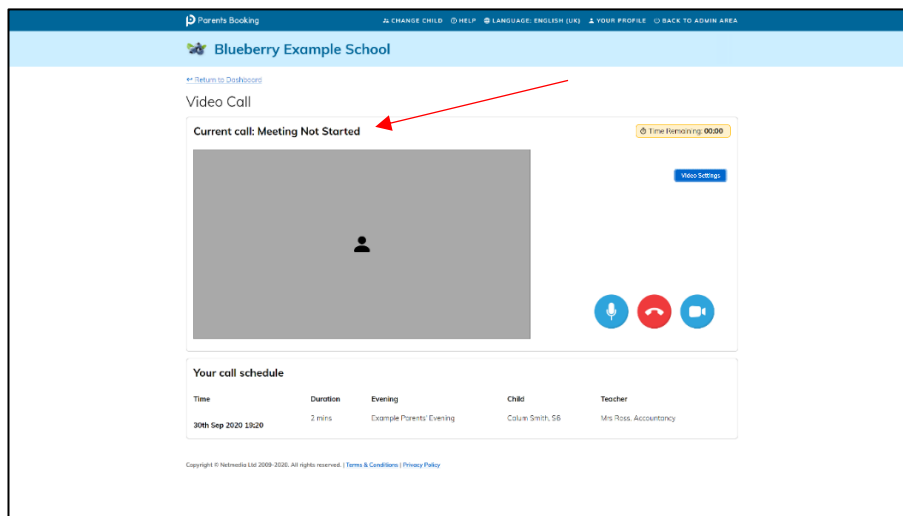 Parents Booking
CHANGE CHILD HELP LANGUAGE: ENGLISH (UK) YOUR PROFILE BACK TO ADMIN AREA
Blueberry Example School
Return to Dashboard
Video Call
Current call: Meeting Not Started
Time Remaining: 00:00
Video Settings
Your call schedule
Time Duration Evening Child Teacher
30th Sep 2020 19:20 2 mins Example Parents' Evening Calum Smith, S6 Mrs Ross, Accountancy
Copyright © Netmedia Ltd 2009-2020. All rights reserved. | Terms & Conditions | Privacy Policy